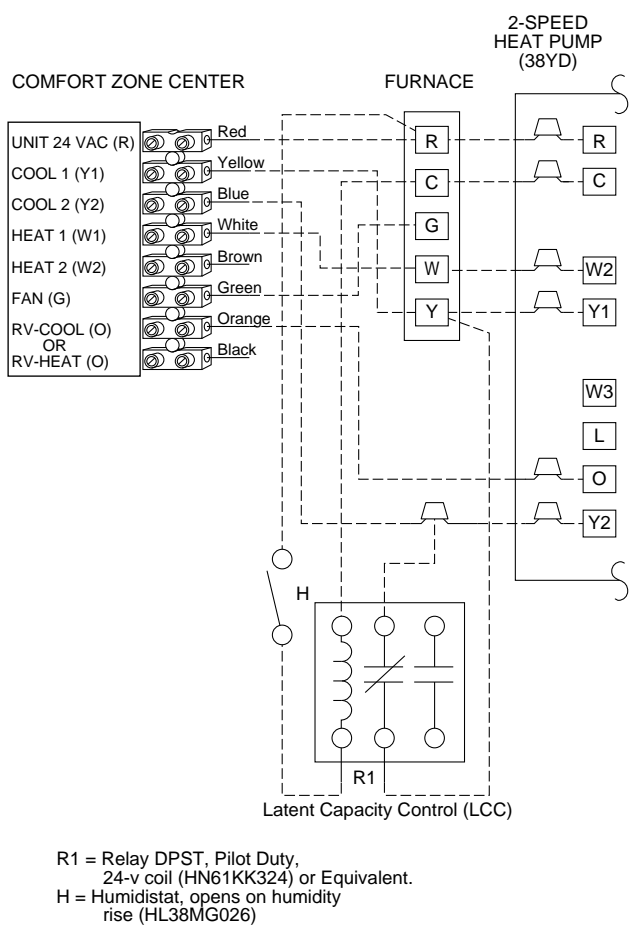 2-SPEED
HEAT PUMP
(38YD)
COMFORT ZONE CENTER
FURNACE
UNIT 24 VAC (R)
Red
COOL 1 (Y1)
Yellow
COOL 2 (Y2)
Blue
HEAT 1 (W1)
White
HEAT 2 (W2)
Brown
FAN (G)
Green
RV-COOL (O)
OR
RV-HEAT (O)
Orange
Black
R
C
G
W
Y
R
C
W2
Y1
W3
L
O
Y2
H
R1
Latent Capacity Control (LCC)
R1 = Relay DPST, Pilot Duty,
24-v coil (HN61KK324) or Equivalent.
H = Humidistat, opens on humidity
rise (HL38MG026)